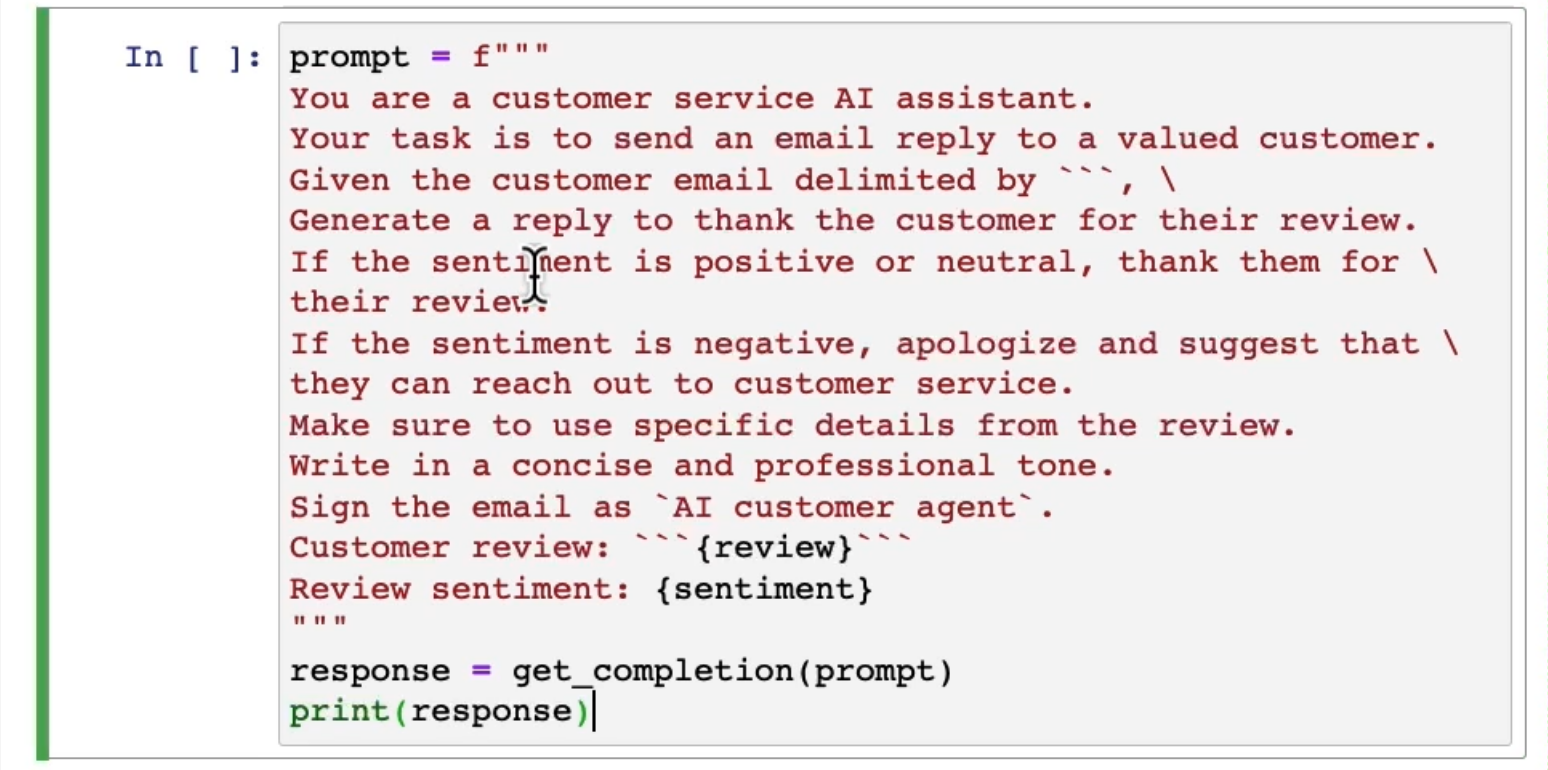 In [ ]: prompt = f"""
You are a customer service AI assistant.
Your task is to send an email reply to a valued customer.
Given the customer email delimited by ```, \
Generate a reply to thank the customer for their review.
If the sentiment is positive or neutral, thank them for \
their review.
If the sentiment is negative, apologize and suggest that \
they can reach out to customer service.
Make sure to use specific details from the review.
Write in a concise and professional tone.
Sign the email as `AI customer agent`.
Customer review: ```{review}```
Review sentiment: {sentiment}
"""
response = get_completion(prompt)
print(response)